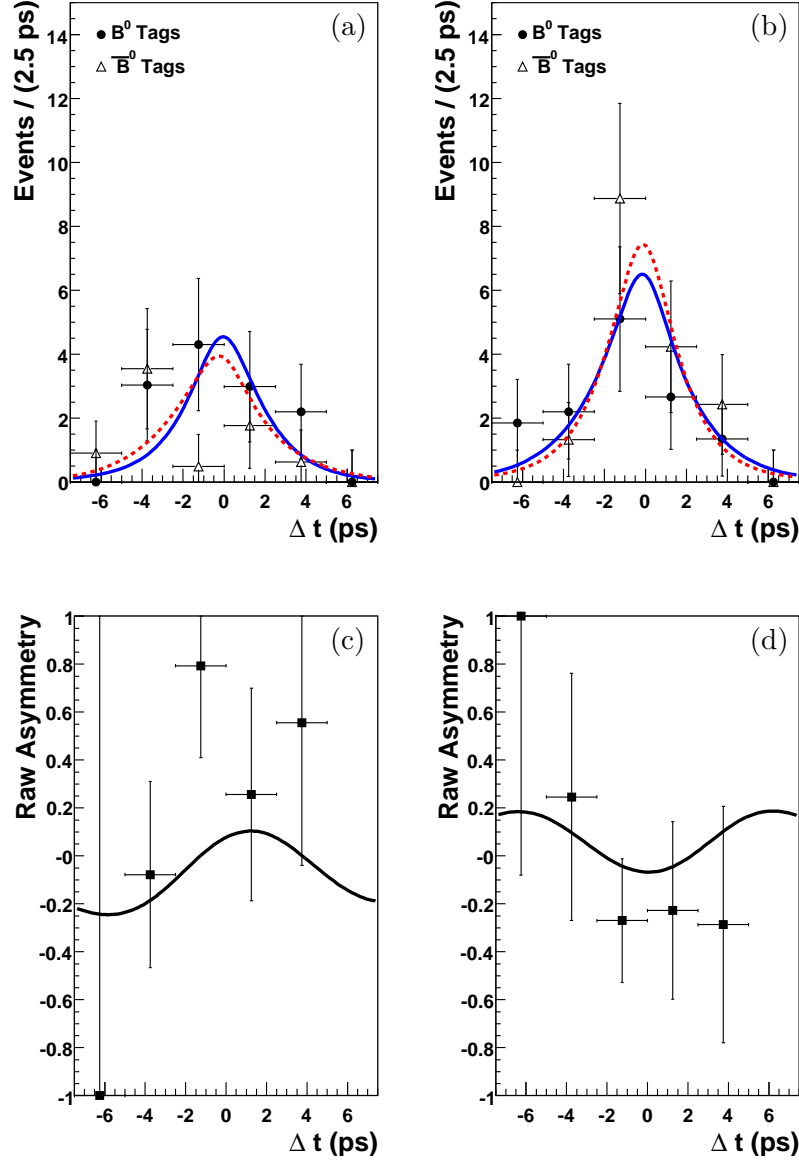 (a)
B⁰ Tags
B̅⁰ Tags
Events / (2.5 ps)
14
12
10
8
6
4
2
0
-6 -4 -2 0 2 4 6
Δ t (ps)
(b)
B⁰ Tags
B̅⁰ Tags
Events / (2.5 ps)
14
12
10
8
6
4
2
0
-6 -4 -2 0 2 4 6
Δ t (ps)
(c)
Raw Asymmetry
1
0.8
0.6
0.4
0.2
-0
-0.2
-0.4
-0.6
-0.8
-1
-6 -4 -2 0 2 4 6
Δ t (ps)
(d)
Raw Asymmetry
1
0.8
0.6
0.4
0.2
-0
-0.2
-0.4
-0.6
-0.8
-1
-6 -4 -2 0 2 4 6
Δ t (ps)